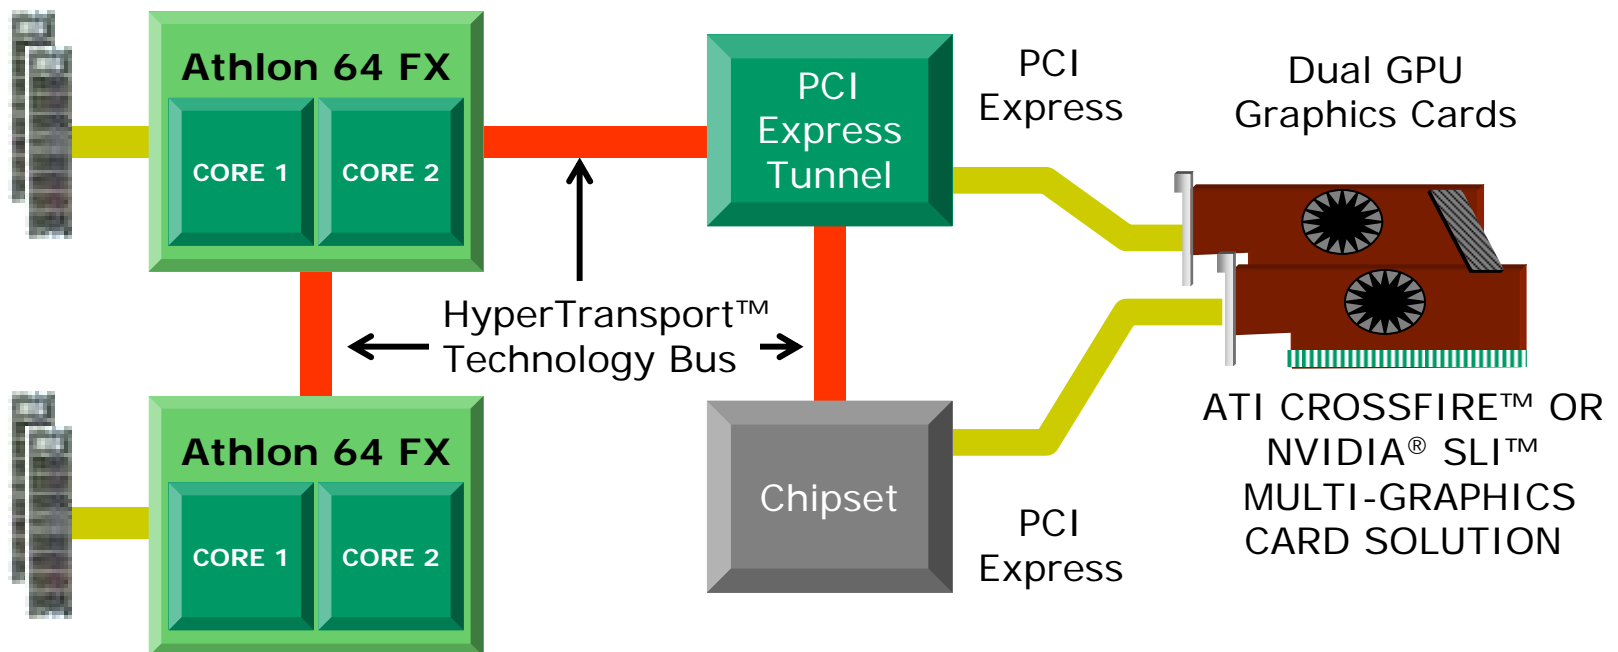 Athlon 64 FX
CORE 1
CORE 2
PCI
Express
Tunnel
PCI
Express
Dual GPU
Graphics Cards
HyperTransport™
Technology Bus
ATI CROSSFIRE™ OR
NVIDIA® SLI™
MULTI-GRAPHICS
CARD SOLUTION
Athlon 64 FX
CORE 1
CORE 2
Chipset
PCI
Express